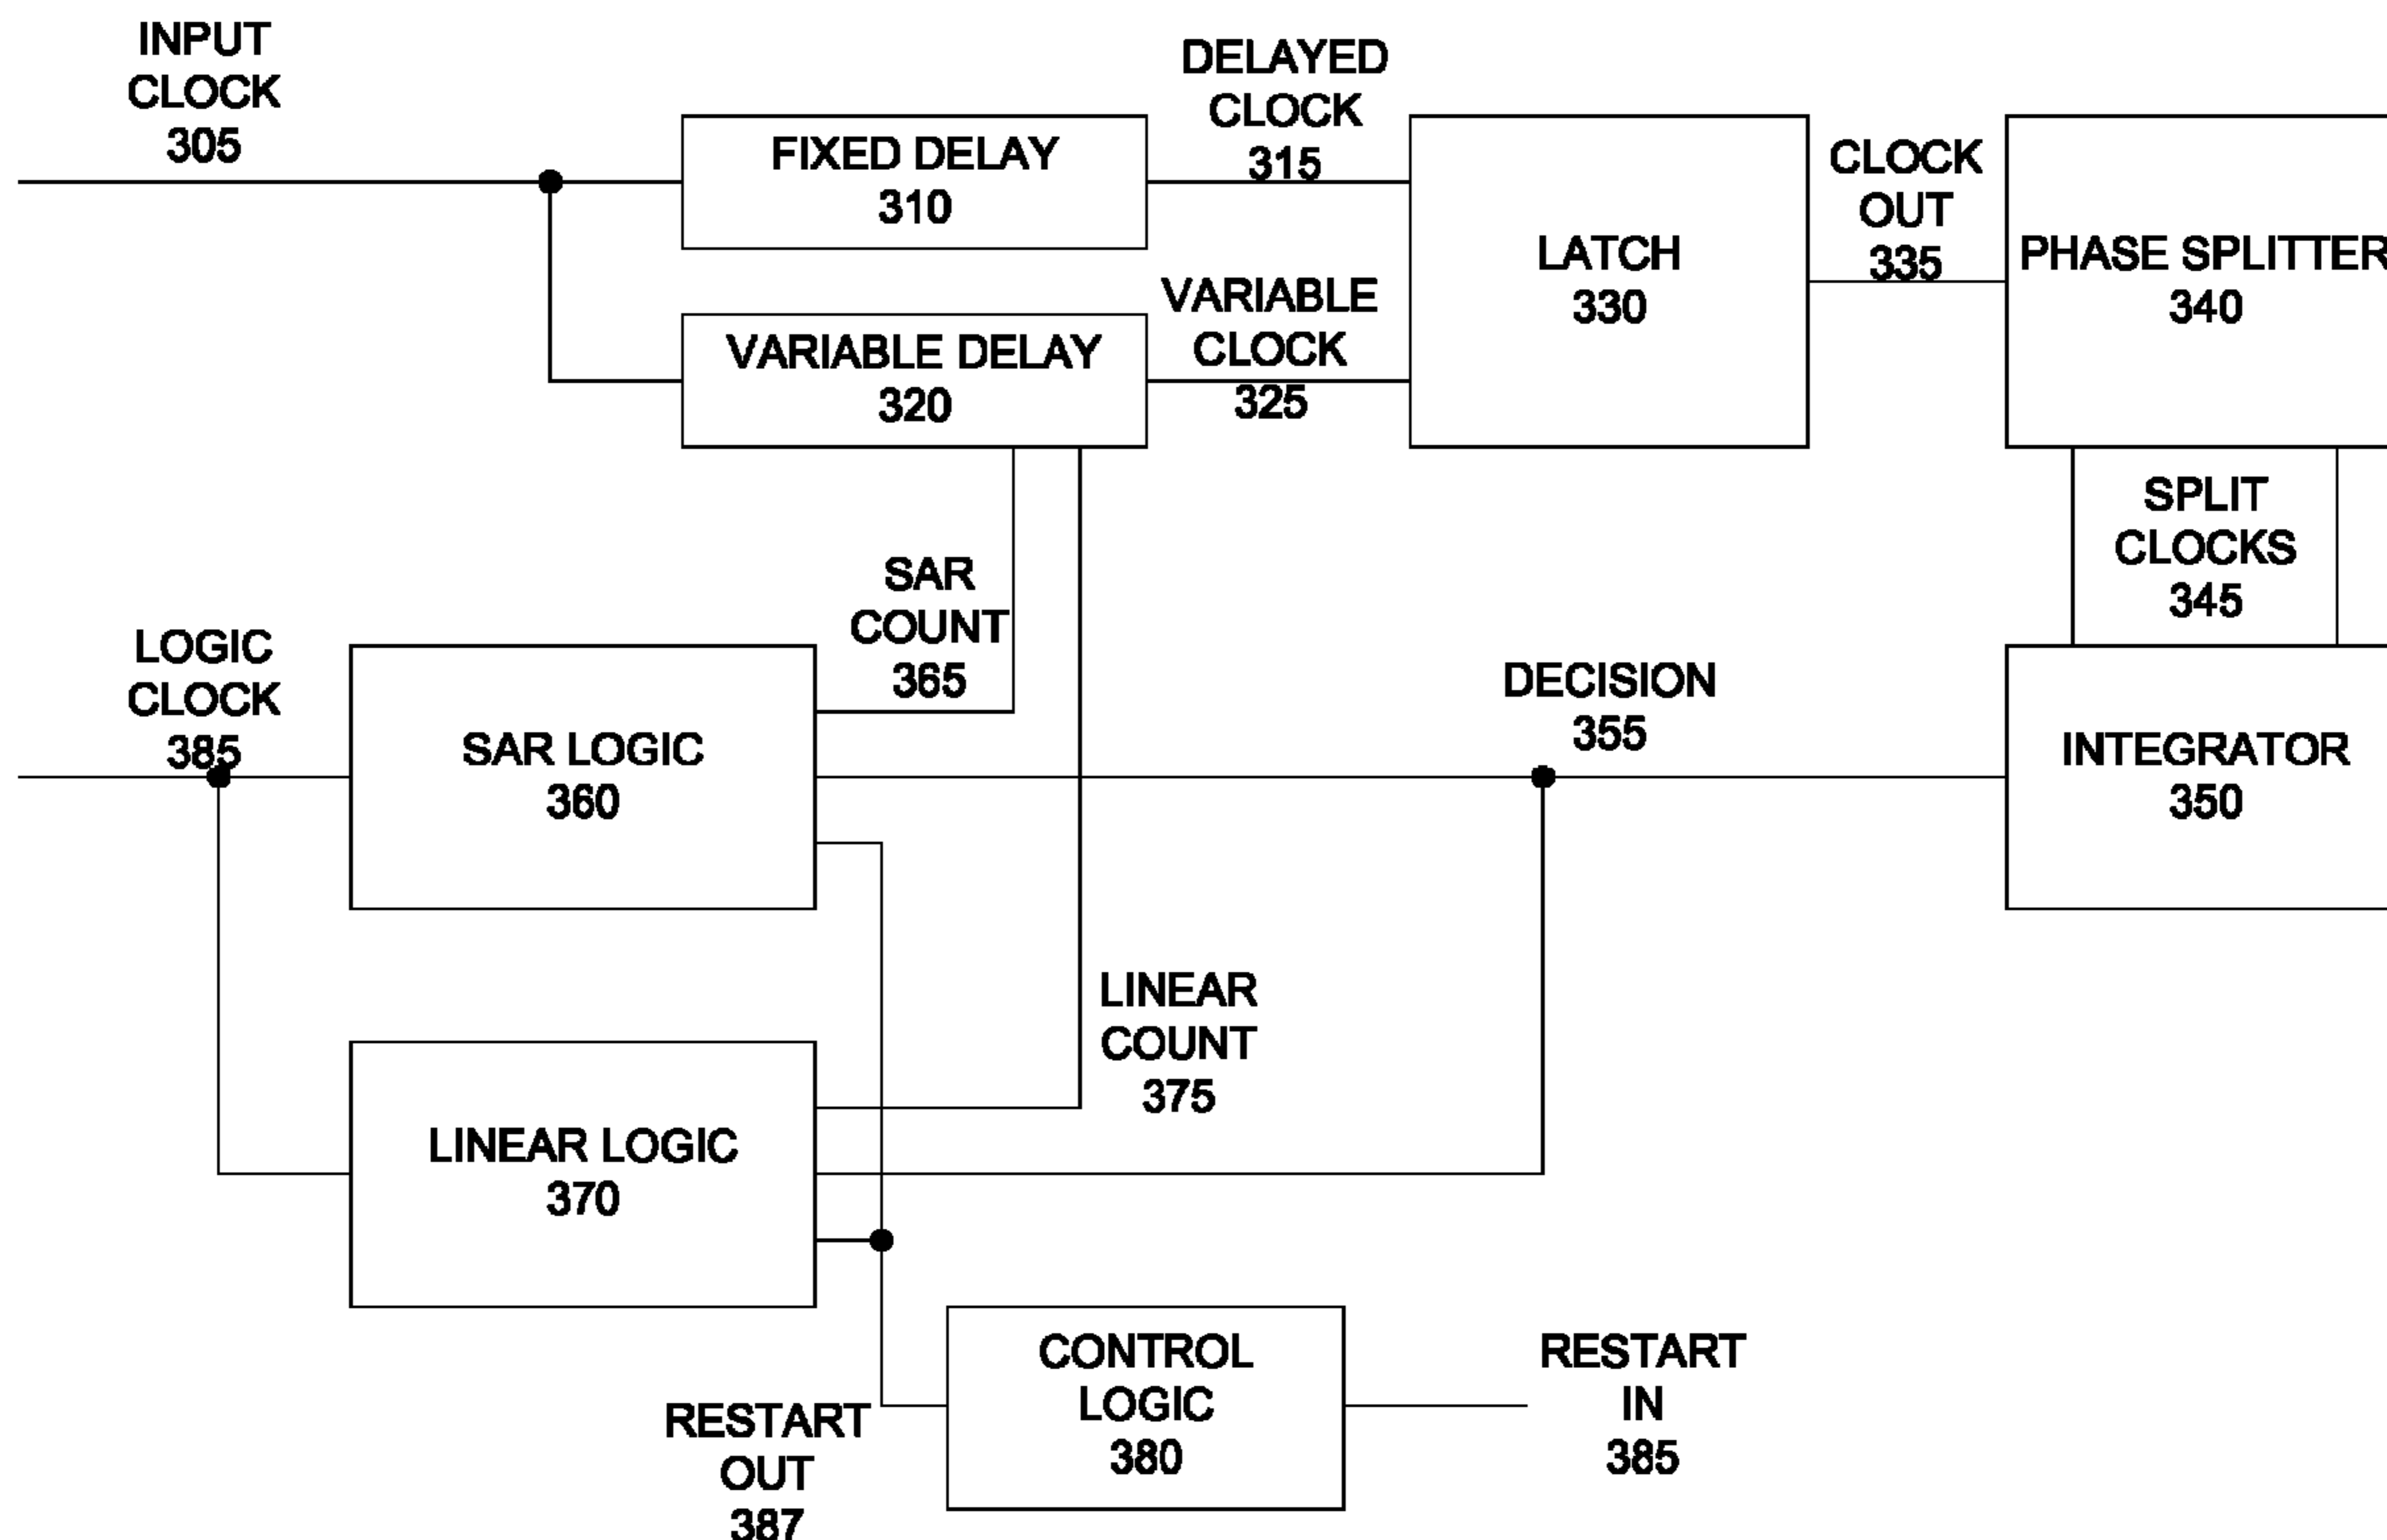 INPUT
CLOCK
305
FIXED DELAY
310
DELAYED
CLOCK
315
LATCH
330
CLOCK
OUT
335
PHASE SPLITTER
340
VARIABLE DELAY
320
VARIABLE
CLOCK
325
SPLIT
CLOCKS
345
SAR
COUNT
365
LOGIC
CLOCK
385
SAR LOGIC
360
DECISION
355
INTEGRATOR
350
LINEAR
COUNT
375
LINEAR LOGIC
370
CONTROL
LOGIC
380
RESTART
IN
385
RESTART
OUT
387